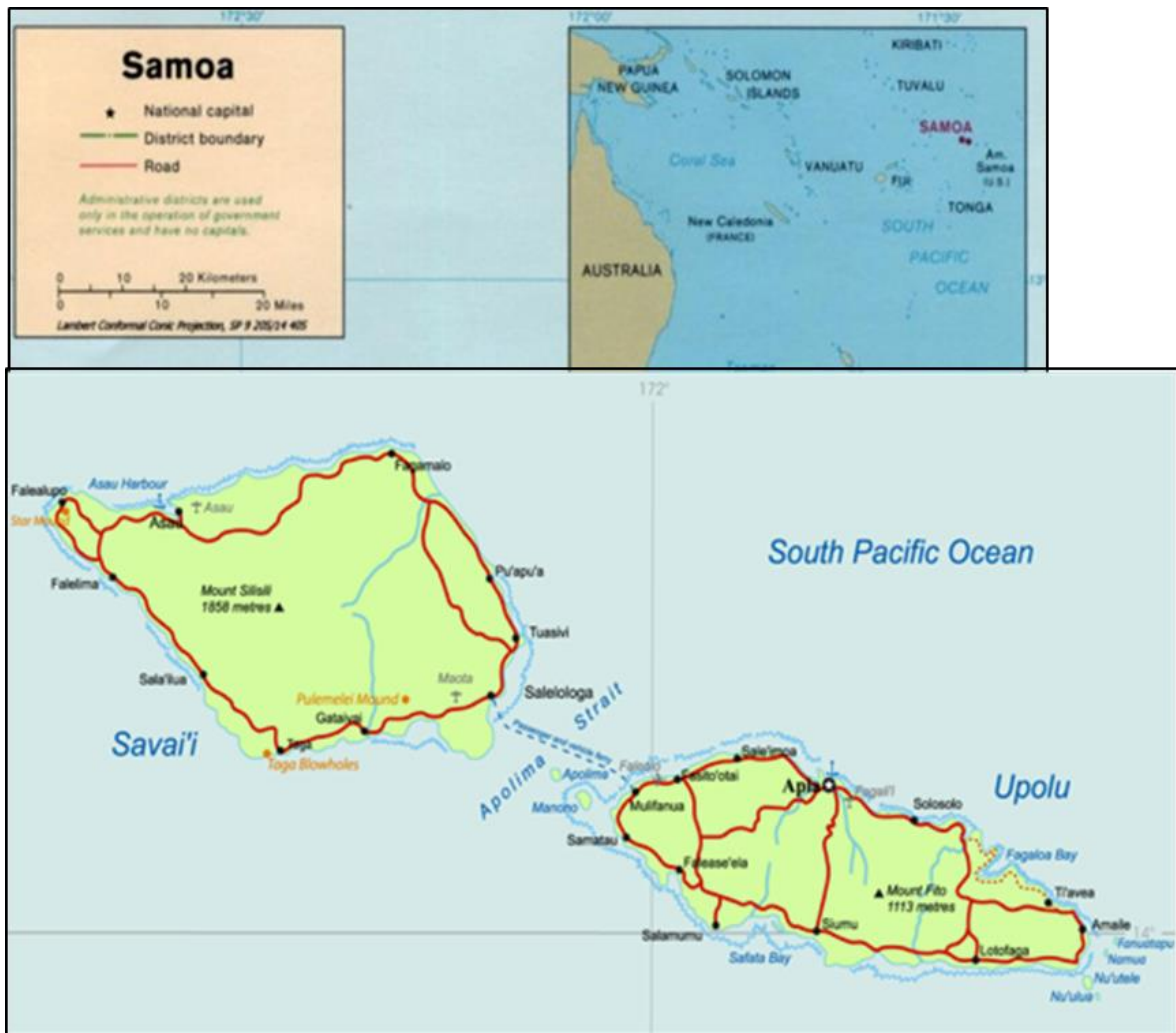 172°30'
172°00'
171°30'
Samoa
National capital
District boundary
Road
Administrative districts are used
only in the operation of government
services and have no capitals.
0 10 20 Kilometers
0 10 20 Miles
Lambert Conformal Conic Projection, SP
KIRIBATI
PAPUA
NEW GUINEA
SOLOMON
ISLANDS
TUVALU
SAMOA
Coral Sea
Am.
Samoa
(U.S.)
VANUATU
FIJI
TONGA
New Caledonia
(FRANCE)
SOUTH
PACIFIC
OCEAN
AUSTRALIA
13°
172°
Fagamalo
Asau Harbour
Falealupo
Asau
Star Mound
Asau
South Pacific Ocean
Falelima
Pu'apu'a
Mount Silisili
1858 metres
Tuasivi
Sala'ilua
Maota
Salelologa
Pulemelei Mound
Gataivai
Savai'i
Taga
Taga Blowholes
Apolima Strait
Apolima
Manono
Faleolo
Sale'imoa
Fasito'otai
Mulifanua
Apia
Fagali'i
Upolu
Solosolo
Samatau
Falease'ela
Fagaloa Bay
Mount Fito
1113 metres
Ti'avea
Salamumu
Siumu
Amaile
14°
Safata Bay
Lotofaga
Fanuatapu
Namua
Nu'utele
Nu'ulua